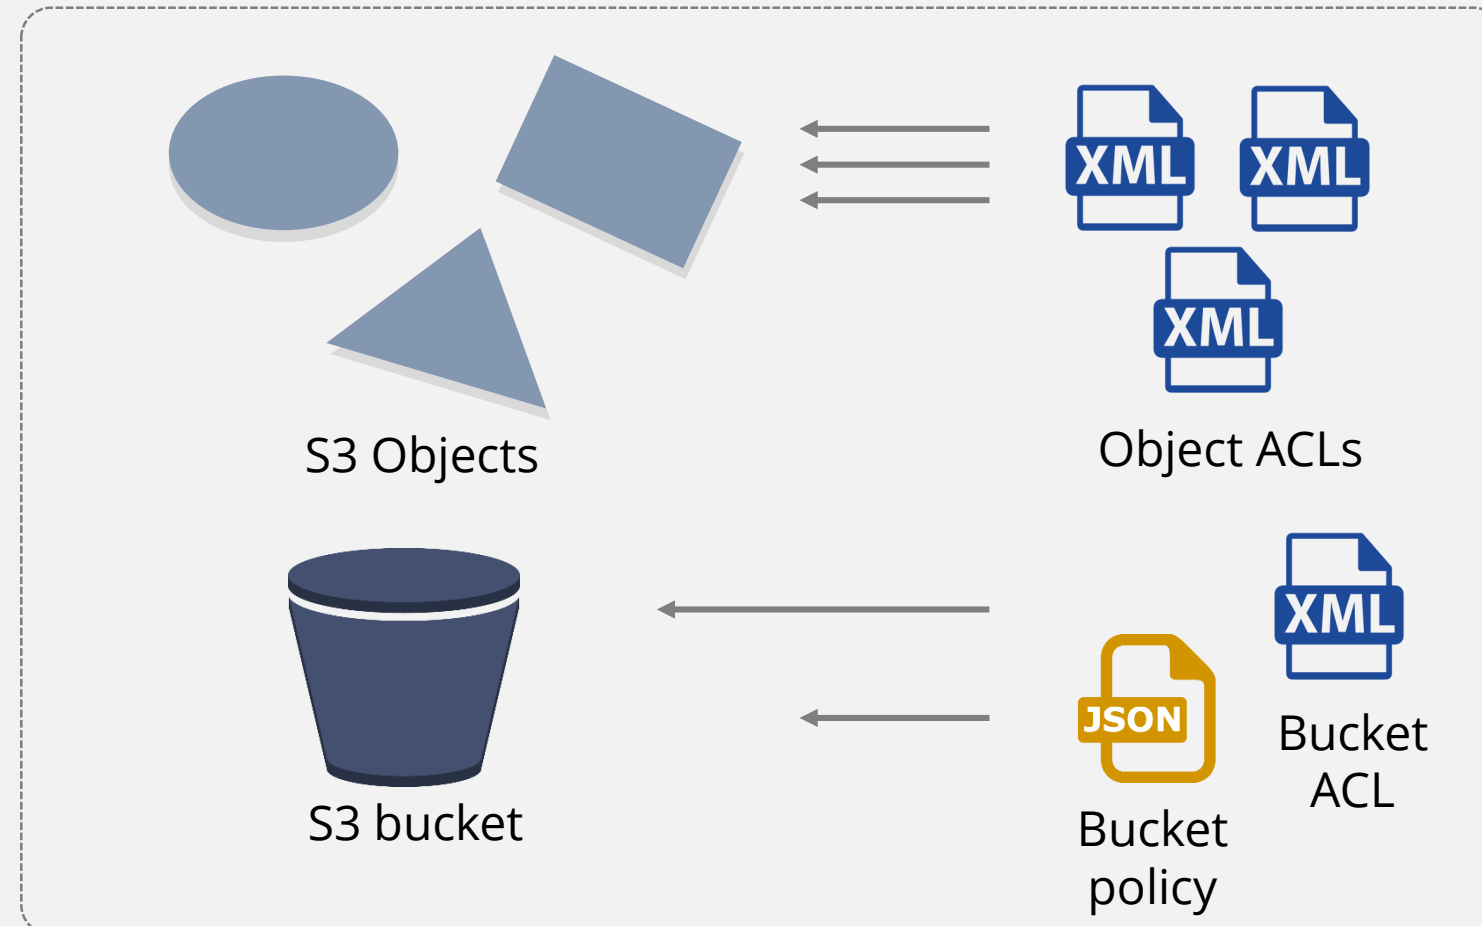 XML
XML
XML
S3 Objects
Object ACLs
XML
JSON
Bucket
ACL
S3 bucket
Bucket
policy